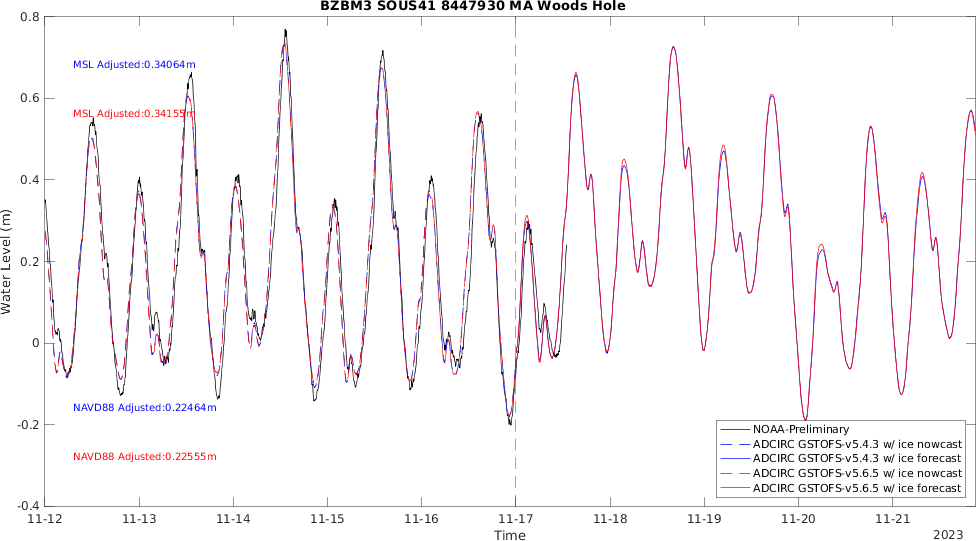 BZBM3 SOUS41 8447930 MA Woods Hole
0.8
0.6
0.4
0.2
0
-0.2
-0.4
Water Level (m)
MSL Adjusted:0.34064m
MSL Adjusted:0.34155m
NAVD88 Adjusted:0.22464m
NAVD88 Adjusted:0.22555m
NOAA-Preliminary
ADCIRC GSTOFS-v5.4.3 w/ ice nowcast
ADCIRC GSTOFS-v5.4.3 w/ ice forecast
ADCIRC GSTOFS-v5.6.5 w/ ice nowcast
ADCIRC GSTOFS-v5.6.5 w/ ice forecast
11-12 11-13 11-14 11-15 11-16 11-17 11-18 11-19 11-20 11-21
Time
2023